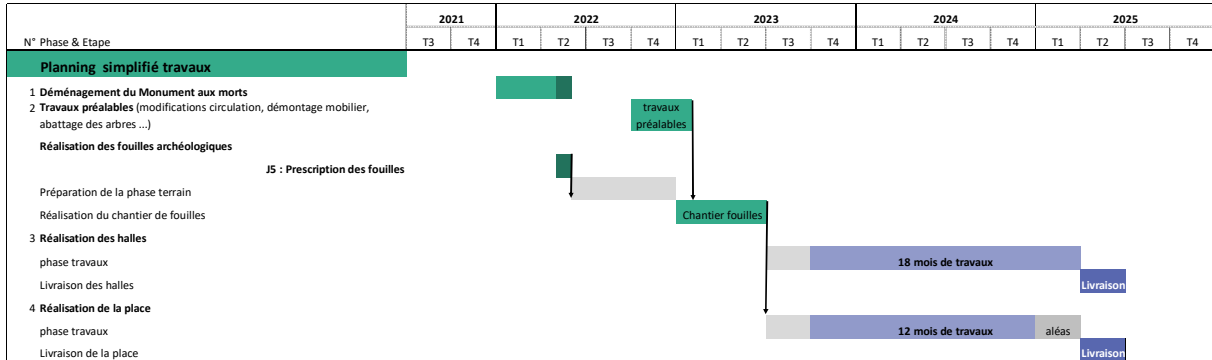 2021 2022 2023 2024 2025
N° Phase & Etape T3 T4 T1 T2 T3 T4 T1 T2 T3 T4 T1 T2 T3 T4 T1 T2 T3 T4
Planning simplifié travaux
1 Déménagement du Monument aux morts
2 Travaux préalables (modifications circulation, démontage mobilier, travaux
abattage des arbres ...) préalables
Réalisation des fouilles archéologiques
J5 : Prescription des fouilles
Préparation de la phase terrain
Réalisation du chantier de fouilles Chantier fouilles
3 Réalisation des halles
phase travaux 18 mois de travaux
Livraison des halles Livraison
4 Réalisation de la place
phase travaux 12 mois de travaux aléas
Livraison de la place Livraison